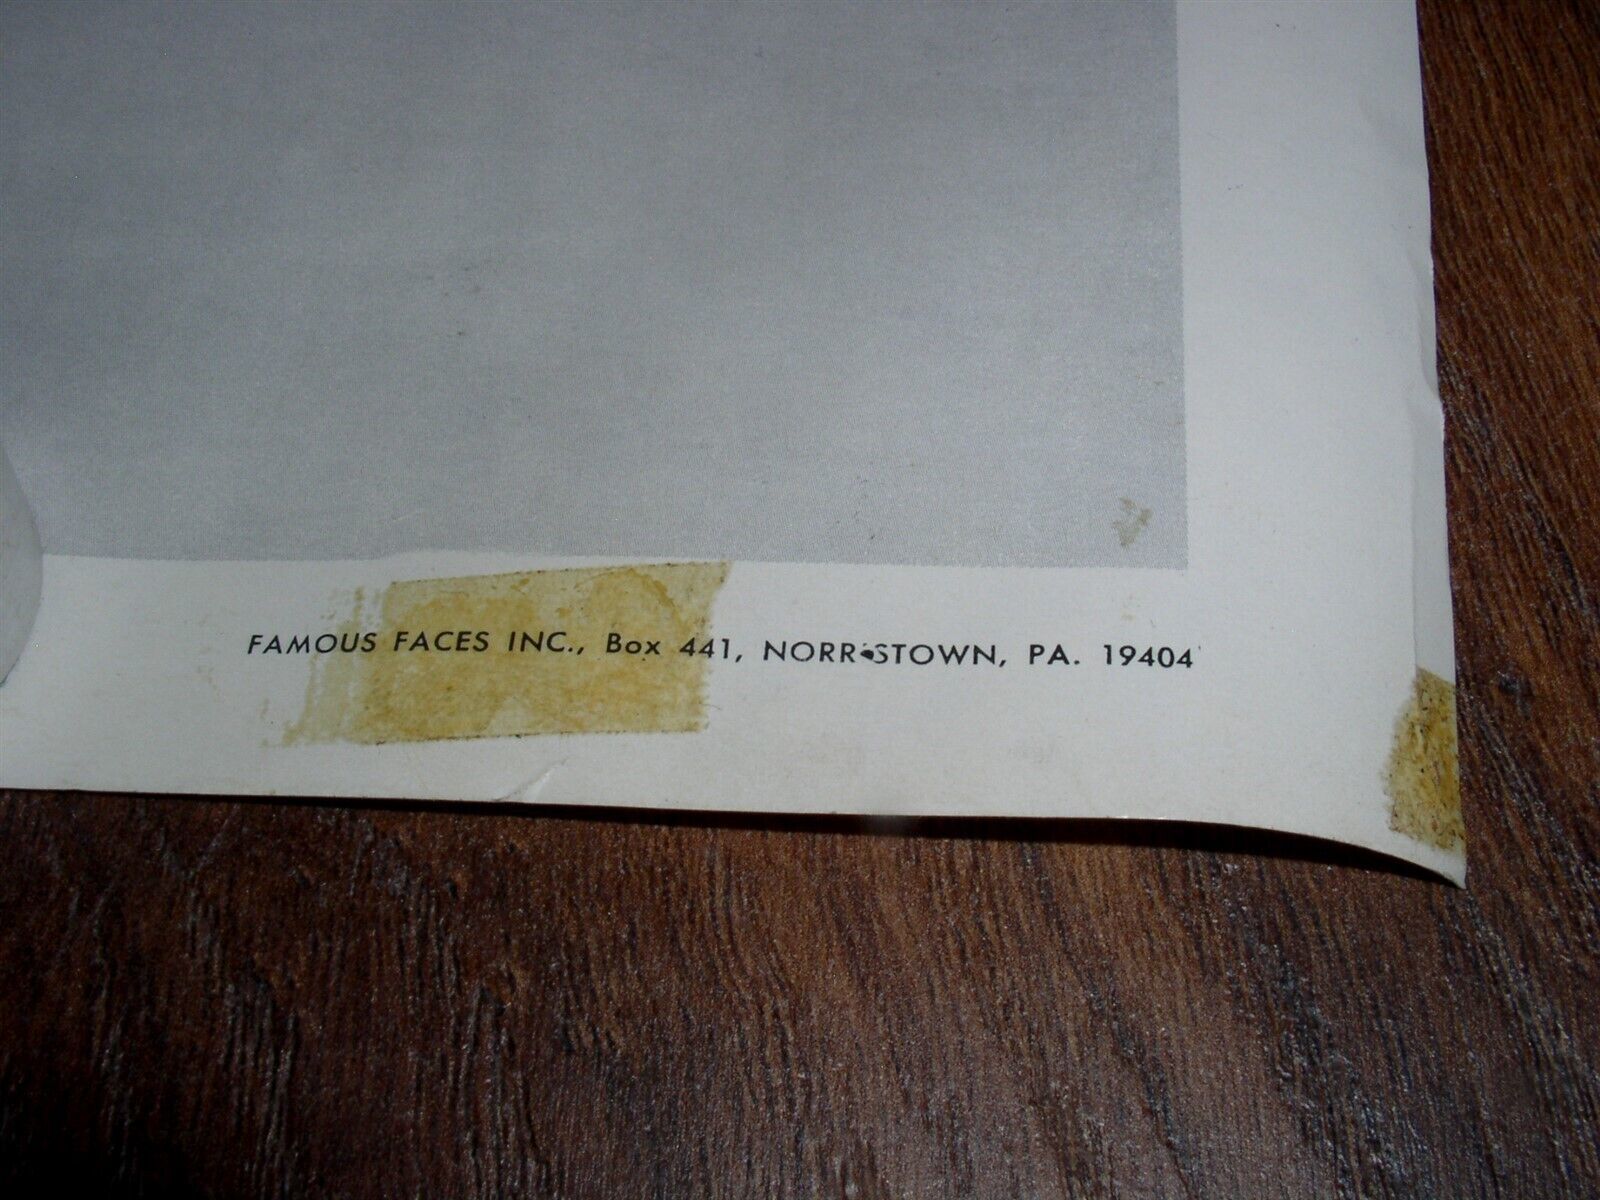 FAMOUS FACES INC., Box 441, NORRISTOWN, PA. 19404